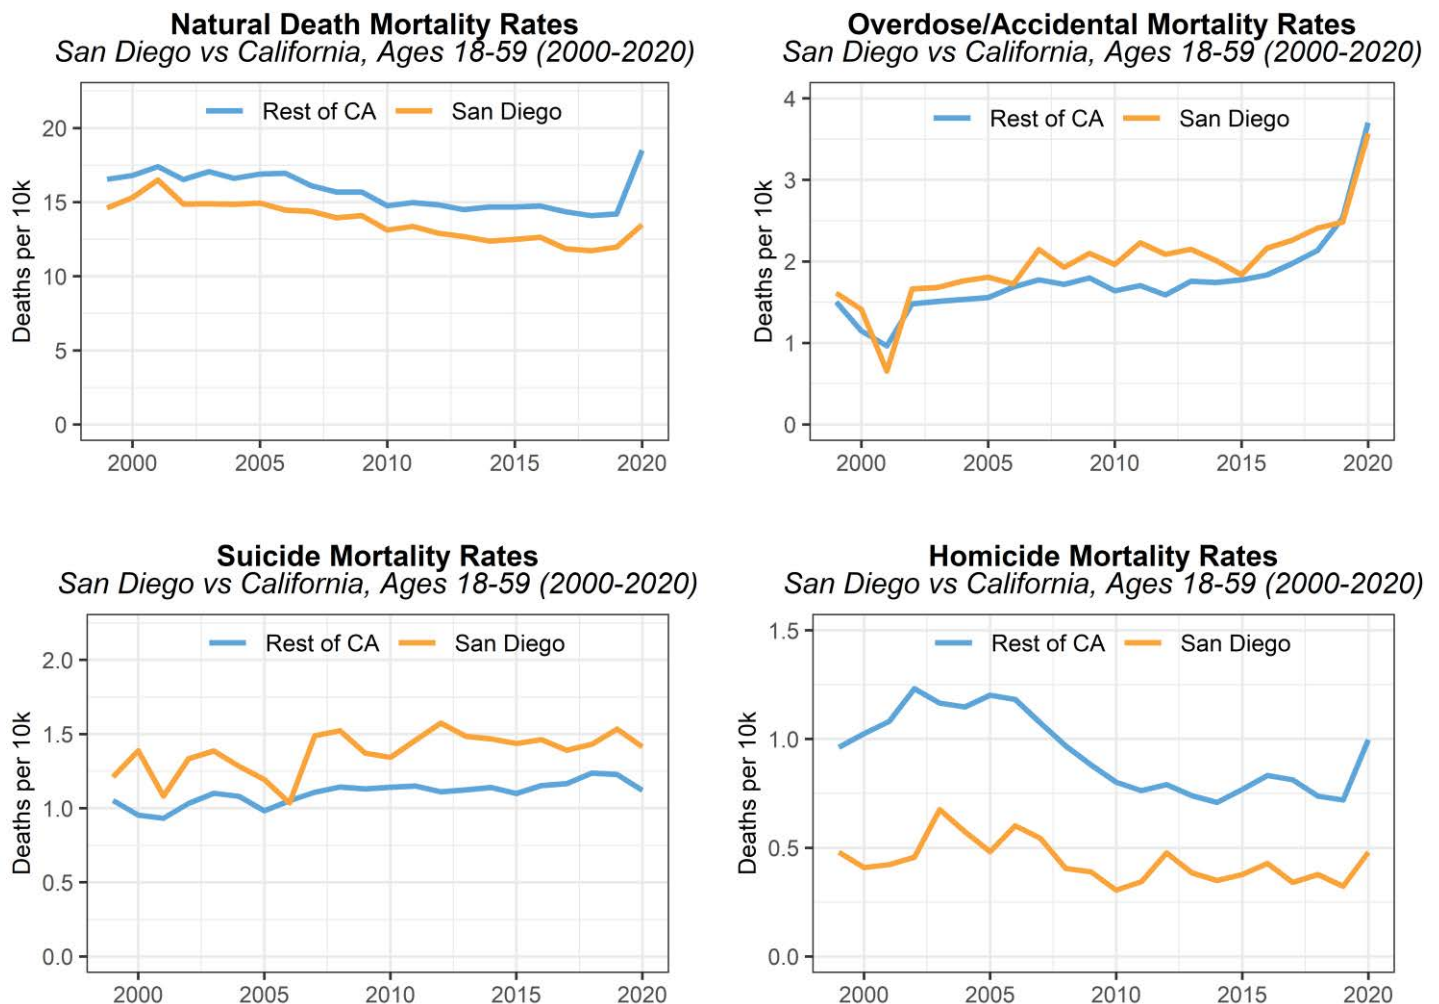 Natural Death Mortality Rates
San Diego vs California, Ages 18-59 (2000-2020)
Rest of CA San Diego
Deaths per 10k
20
15
10
5
0
2000 2005 2010 2015 2020
Overdose/Accidental Mortality Rates
San Diego vs California, Ages 18-59 (2000-2020)
Rest of CA San Diego
Deaths per 10k
4
3
2
1
0
2000 2005 2010 2015 2020
Suicide Mortality Rates
San Diego vs California, Ages 18-59 (2000-2020)
Rest of CA San Diego
Deaths per 10k
2.0
1.5
1.0
0.5
0.0
2000 2005 2010 2015 2020
Homicide Mortality Rates
San Diego vs California, Ages 18-59 (2000-2020)
Rest of CA San Diego
Deaths per 10k
1.5
1.0
0.5
0.0
2000 2005 2010 2015 2020